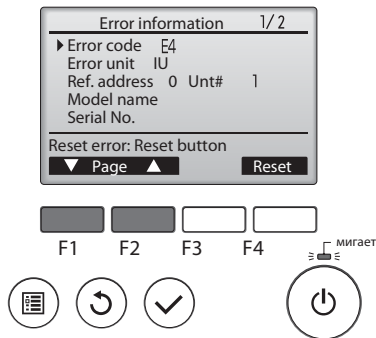 Error information 1/2
Error code E4
Error unit IU
Ref. address 0 Unt# 1
Model name
Serial No.
Reset error: Reset button
▼ Page ▲ Reset
F1 F2 F3 F4
мигает